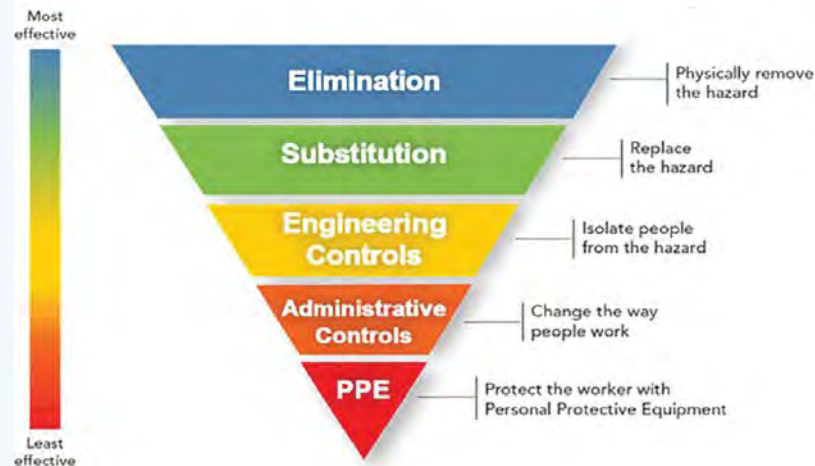 Most
effective
Elimination
Physically remove
the hazard
Substitution
Replace
the hazard
Engineering
Controls
Isolate people
from the hazard
Administrative
Controls
Change the way
people work
PPE
Protect the worker with
Personal Protective Equipment
Least
effective